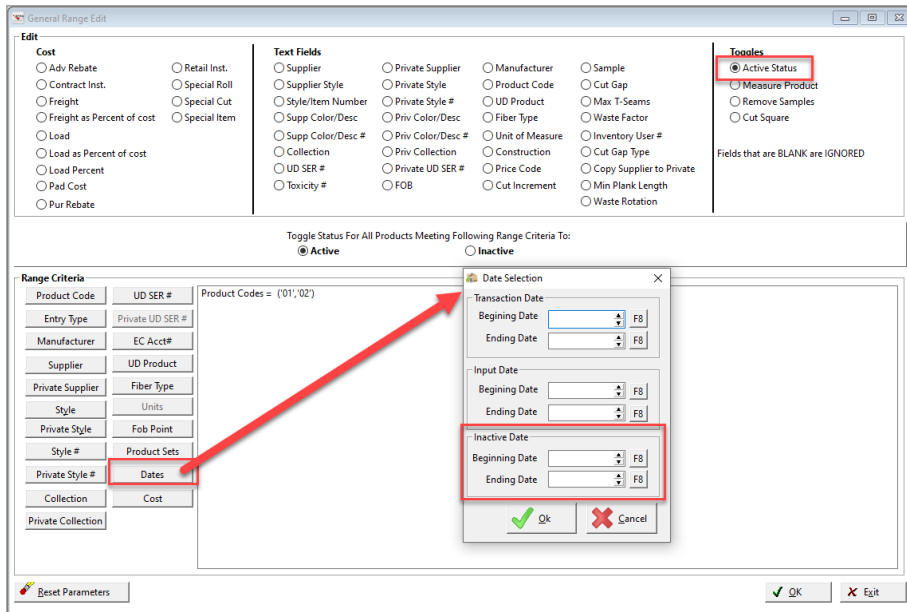 General Range Edit
Edit
Cost
Adv Rebate
Contract Inst.
Freight
Freight as Percent of cost
Load
Load as Percent of cost
Load Percent
Pad Cost
Pur Rebate
Retail Inst.
Special Roll
Special Cut
Special Item
Text Fields
Supplier
Supplier Style
Style/Item Number
Supp Color/Desc
Supp Color/Desc #
Collection
UD SER #
Toxicity #
Private Supplier
Private Style
Private Style #
Priv Color/Desc
Priv Color/Desc #
Priv Collection
Private UD SER #
FOB
Manufacturer
Product Code
UD Product
Fiber Type
Unit of Measure
Construction
Price Code
Cut Increment
Sample
Cut Gap
Max T-Seams
Waste Factor
Inventory User #
Cut Gap Type
Copy Supplier to Private
Min Plank Length
Waste Rotation
Toggles
Active Status
Measure Product
Remove Samples
Cut Square
Fields that are BLANK are IGNORED
Toggle Status For All Products Meeting Following Range Criteria To:
Active
Inactive
Range Criteria
Product Code
Entry Type
Manufacturer
Supplier
Private Supplier
Style
Private Style
Style #
Private Style #
Collection
Private Collection
UD SER #
Private UD SER #
EC Acct#
UD Product
Fiber Type
Units
Fob Point
Product Sets
Dates
Cost
Product Codes = ('01','02')
Date Selection
Transaction Date
Begining Date F8
Ending Date F8
Input Date
Begining Date F8
Ending Date F8
Inactive Date
Beginning Date F8
Ending Date F8
Ok
Cancel
Reset Parameters
OK
Exit